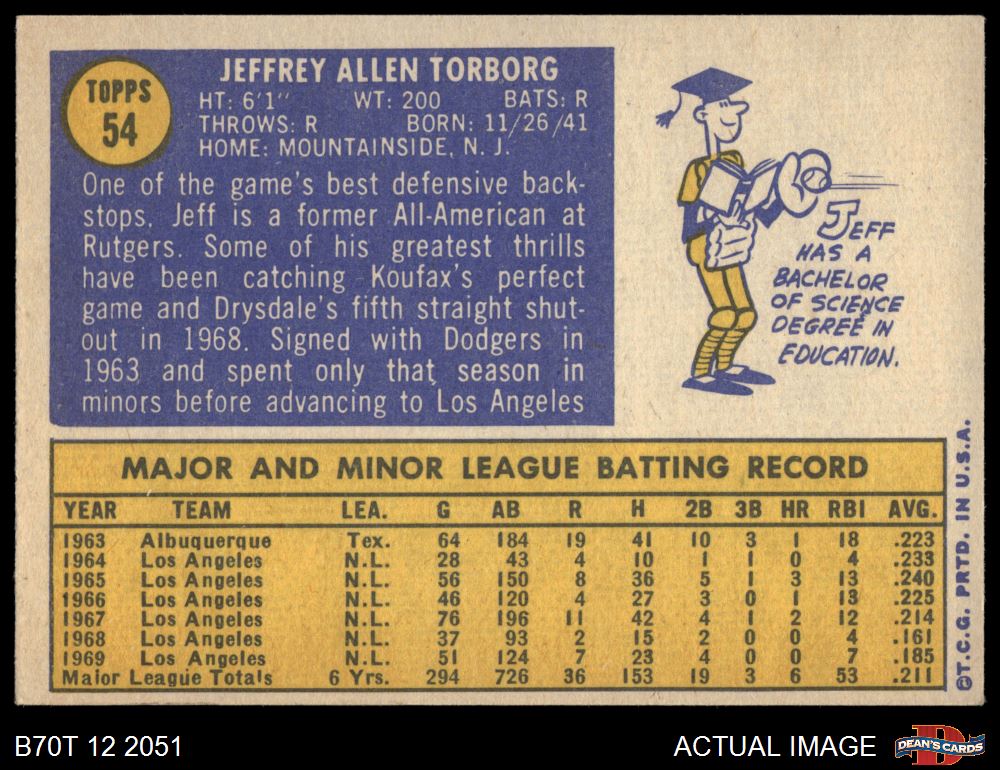 TOPPS
54
JEFFREY ALLEN TORBORG
HT: 6'1" WT: 200 BATS: R
THROWS: R BORN: 11/26/41
HOME: MOUNTAINSIDE, N. J.
One of the game's best defensive back-
stops, Jeff is a former All-American at
Rutgers. Some of his greatest thrills
have been catching Koufax's perfect
game and Drysdale's fifth straight shut-
out in 1968. Signed with Dodgers in
1963 and spent only that season in
minors before advancing to Los Angeles
JEFF
HAS A
BACHELOR
OF SCIENCE
DEGREE IN
EDUCATION.
MAJOR AND MINOR LEAGUE BATTING RECORD
YEAR TEAM LEA. G AB R H 2B 3B HR RBI AVG.
1963 Albuquerque Tex. 64 184 19 41 10 3 1 18 .223
1964 Los Angeles N.L. 28 43 4 10 1 1 0 4 .233
1965 Los Angeles N.L. 56 150 8 36 5 1 3 13 .240
1966 Los Angeles N.L. 46 120 4 27 3 0 1 13 .225
1967 Los Angeles N.L. 76 196 11 42 4 1 2 12 .214
1968 Los Angeles N.L. 37 93 2 15 2 0 0 4 .161
1969 Los Angeles N.L. 51 124 7 23 4 0 0 7 .185
Major League Totals 6 Yrs. 294 726 36 153 19 3 6 53 .211
©T.C.G. PRTD. IN U.S.A.
B70T 12 2051
ACTUAL IMAGE
D
DEAN'S CARDS